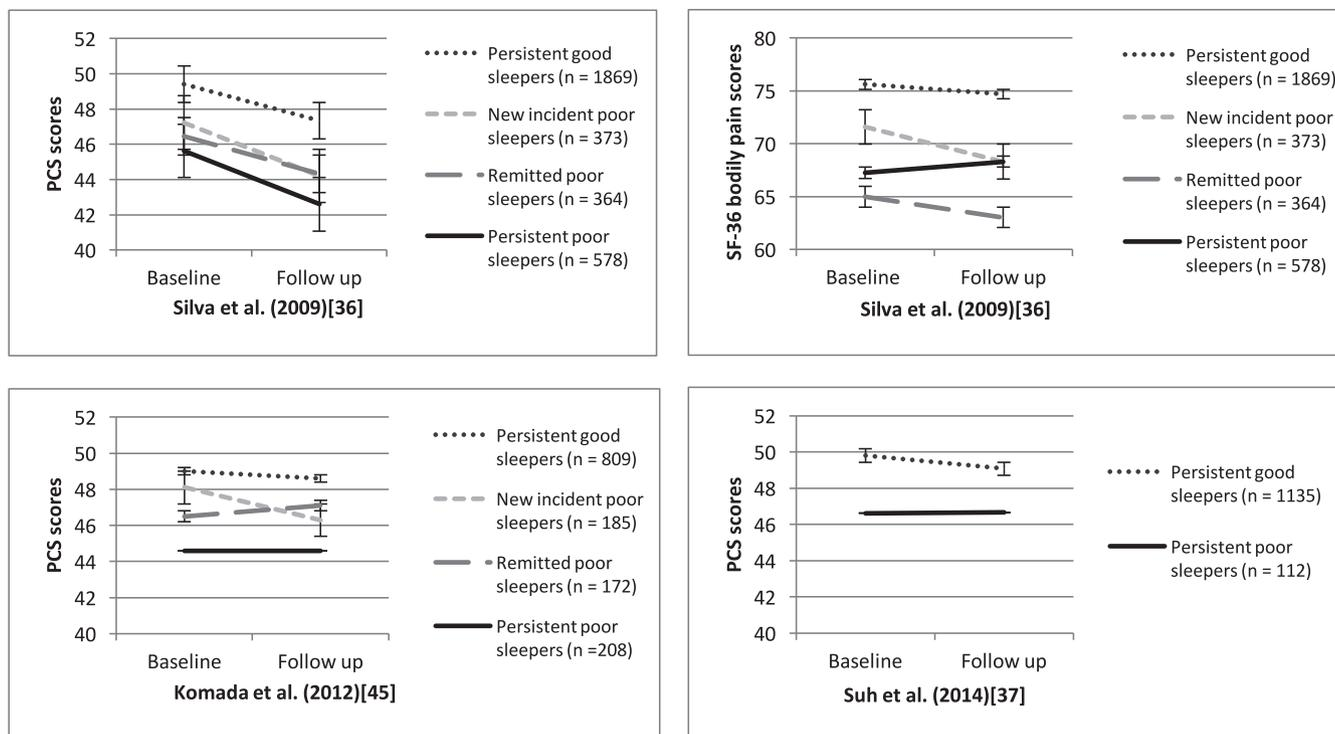 52
50
48
46
44
42
40
PCS scores
Baseline
Follow up
Silva et al. (2009)[36]
Persistent good
sleepers (n = 1869)
New incident poor
sleepers (n = 373)
Remitted poor
sleepers (n = 364)
Persistent poor
sleepers (n = 578)
80
75
70
65
60
SF-36 bodily pain scores
Baseline
Follow up
Silva et al. (2009)[36]
Persistent good
sleepers (n = 1869)
New incident poor
sleepers (n = 373)
Remitted poor
sleepers (n = 364)
Persistent poor
sleepers (n = 578)
52
50
48
46
44
42
40
PCS scores
Baseline
Follow up
Komada et al. (2012)[45]
Persistent good
sleepers (n = 809)
New incident poor
sleepers (n = 185)
Remitted poor
sleepers (n = 172)
Persistent poor
sleepers (n =208)
52
50
48
46
44
42
40
PCS scores
Baseline
Follow up
Suh et al. (2014)[37]
Persistent good
sleepers (n = 1135)
Persistent poor
sleepers (n = 112)